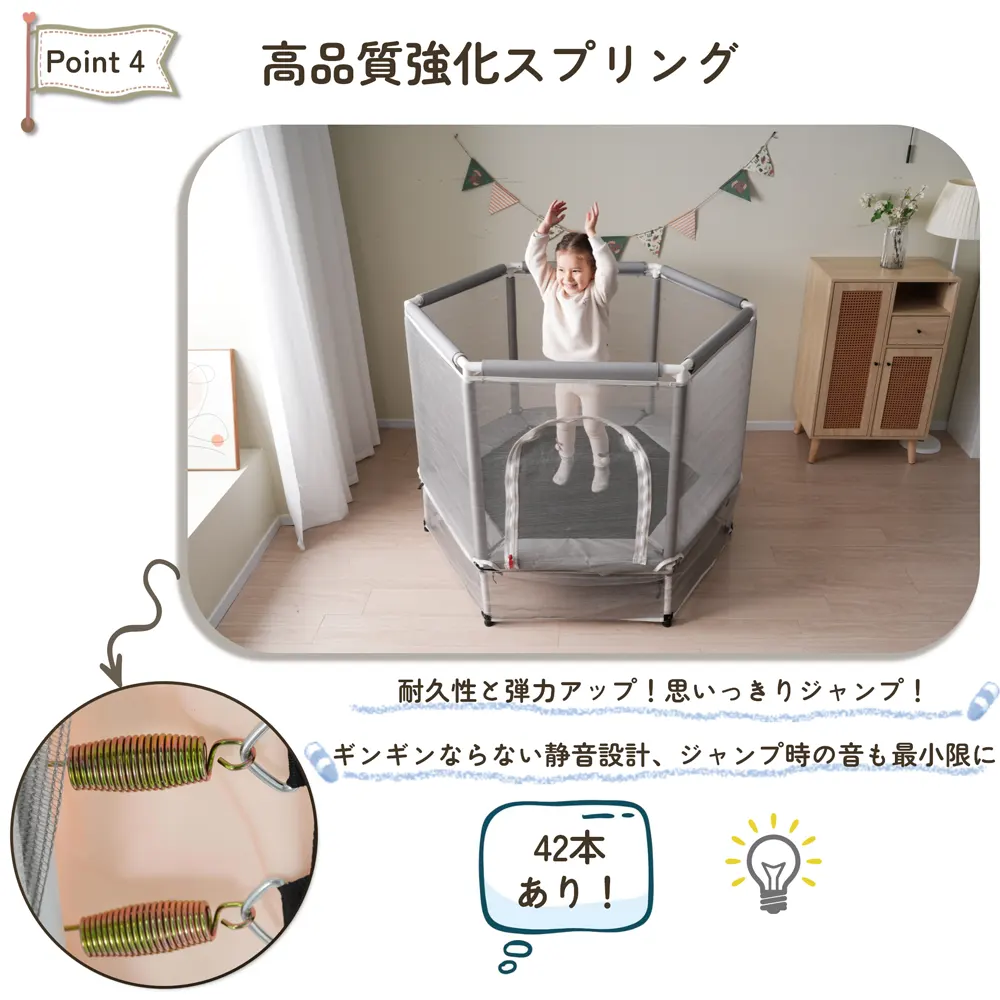 Point 4
高品質強化スプリング
耐久性と弾力アップ！思いっきりジャンプ！
ギンギンならない静音設計、ジャンプ時の音も最小限に
42本
あり！